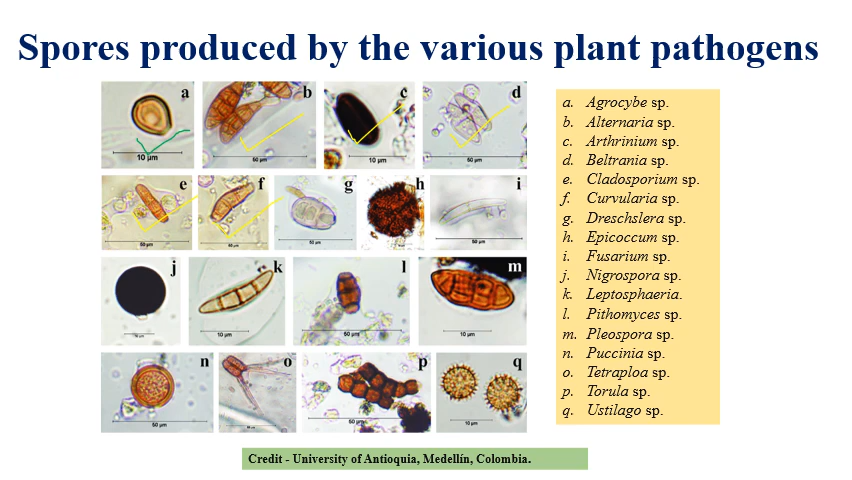 Spores produced by the various plant pathogens
a b c d
10 µm 50 µm 10 µm 50 µm
e f g h i
50 µm 50 µm 50 µm 50 µm
j k l m
10 µm 50 µm 10 µm
n o p q
50 µm 50 µm 10 µm
a. Agrocybe sp.
b. Alternaria sp.
c. Arthrinium sp.
d. Beltrania sp.
e. Cladosporium sp.
f. Curvularia sp.
g. Dreschslera sp.
h. Epicoccum sp.
i. Fusarium sp.
j. Nigrospora sp.
k. Leptosphaeria.
l. Pithomyces sp.
m. Pleospora sp.
n. Puccinia sp.
o. Tetraploa sp.
p. Torula sp.
q. Ustilago sp.
Credit - University of Antioquia, Medellín, Colombia.